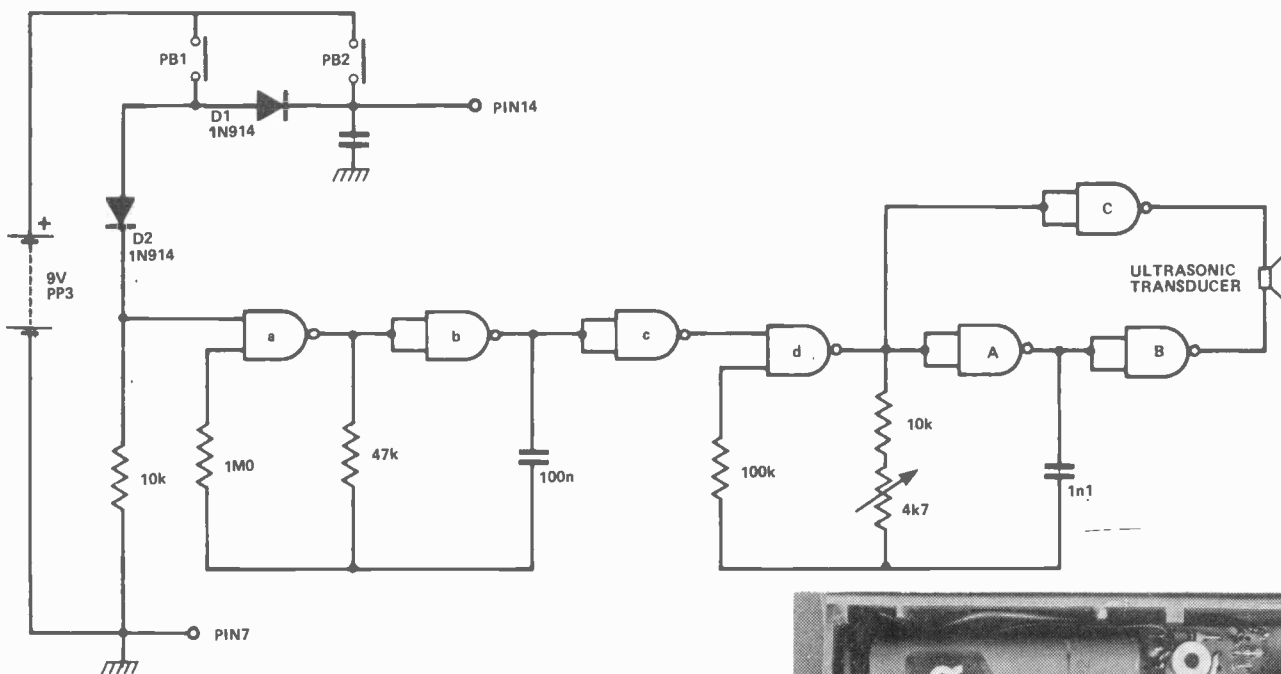 PB1
PB2
D1
1N914
PIN14
+
D2
1N914
9V
PP3
a
b
c
d
C
A
B
ULTRASONIC
TRANSDUCER
10k
1M0
47k
100n
100k
10k
4k7
1n1
PIN7